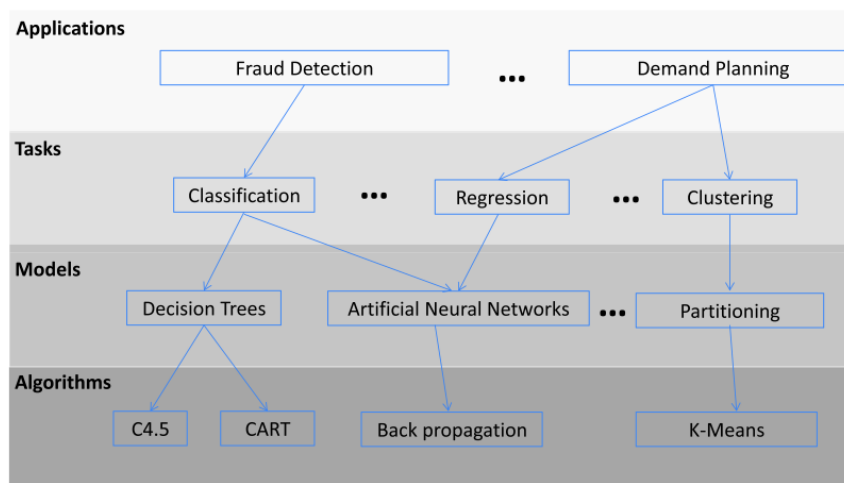 Applications
Fraud Detection
...
Demand Planning
Tasks
Classification
...
Regression
...
Clustering
Models
Decision Trees
Artificial Neural Networks
...
Partitioning
Algorithms
C4.5
CART
Back propagation
K-Means